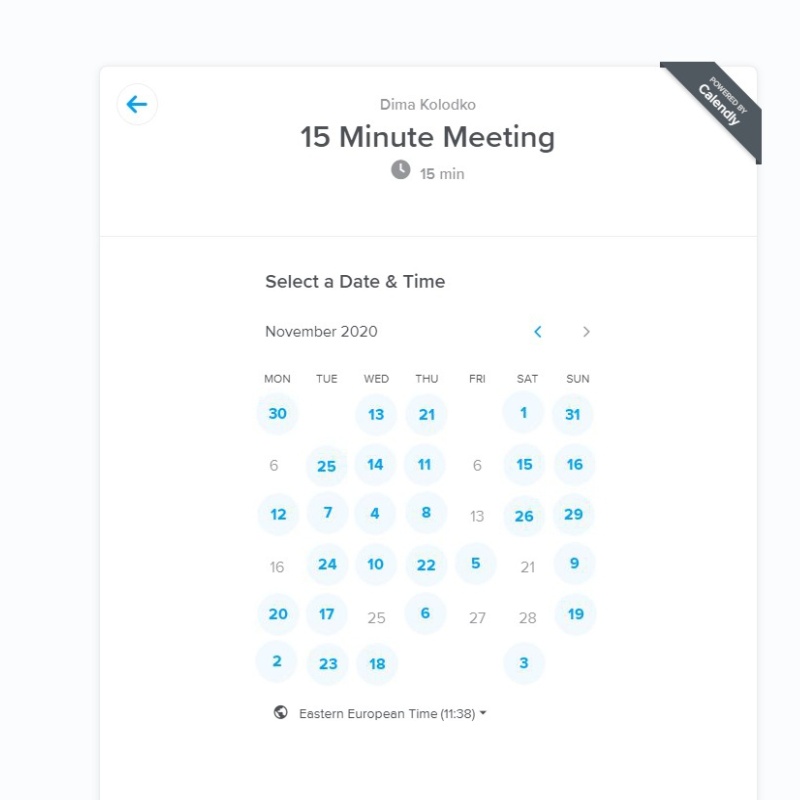 POWERED BY
Calendly
Dima Kolodko
15 Minute Meeting
15 min
Select a Date & Time
November 2020
MON TUE WED THU FRI SAT SUN
30 13 21 1 31
6 25 14 11 6 15 16
12 7 4 8 13 26 29
16 24 10 22 5 21 9
20 17 25 6 27 28 19
2 23 18 3
Eastern European Time (11:38)